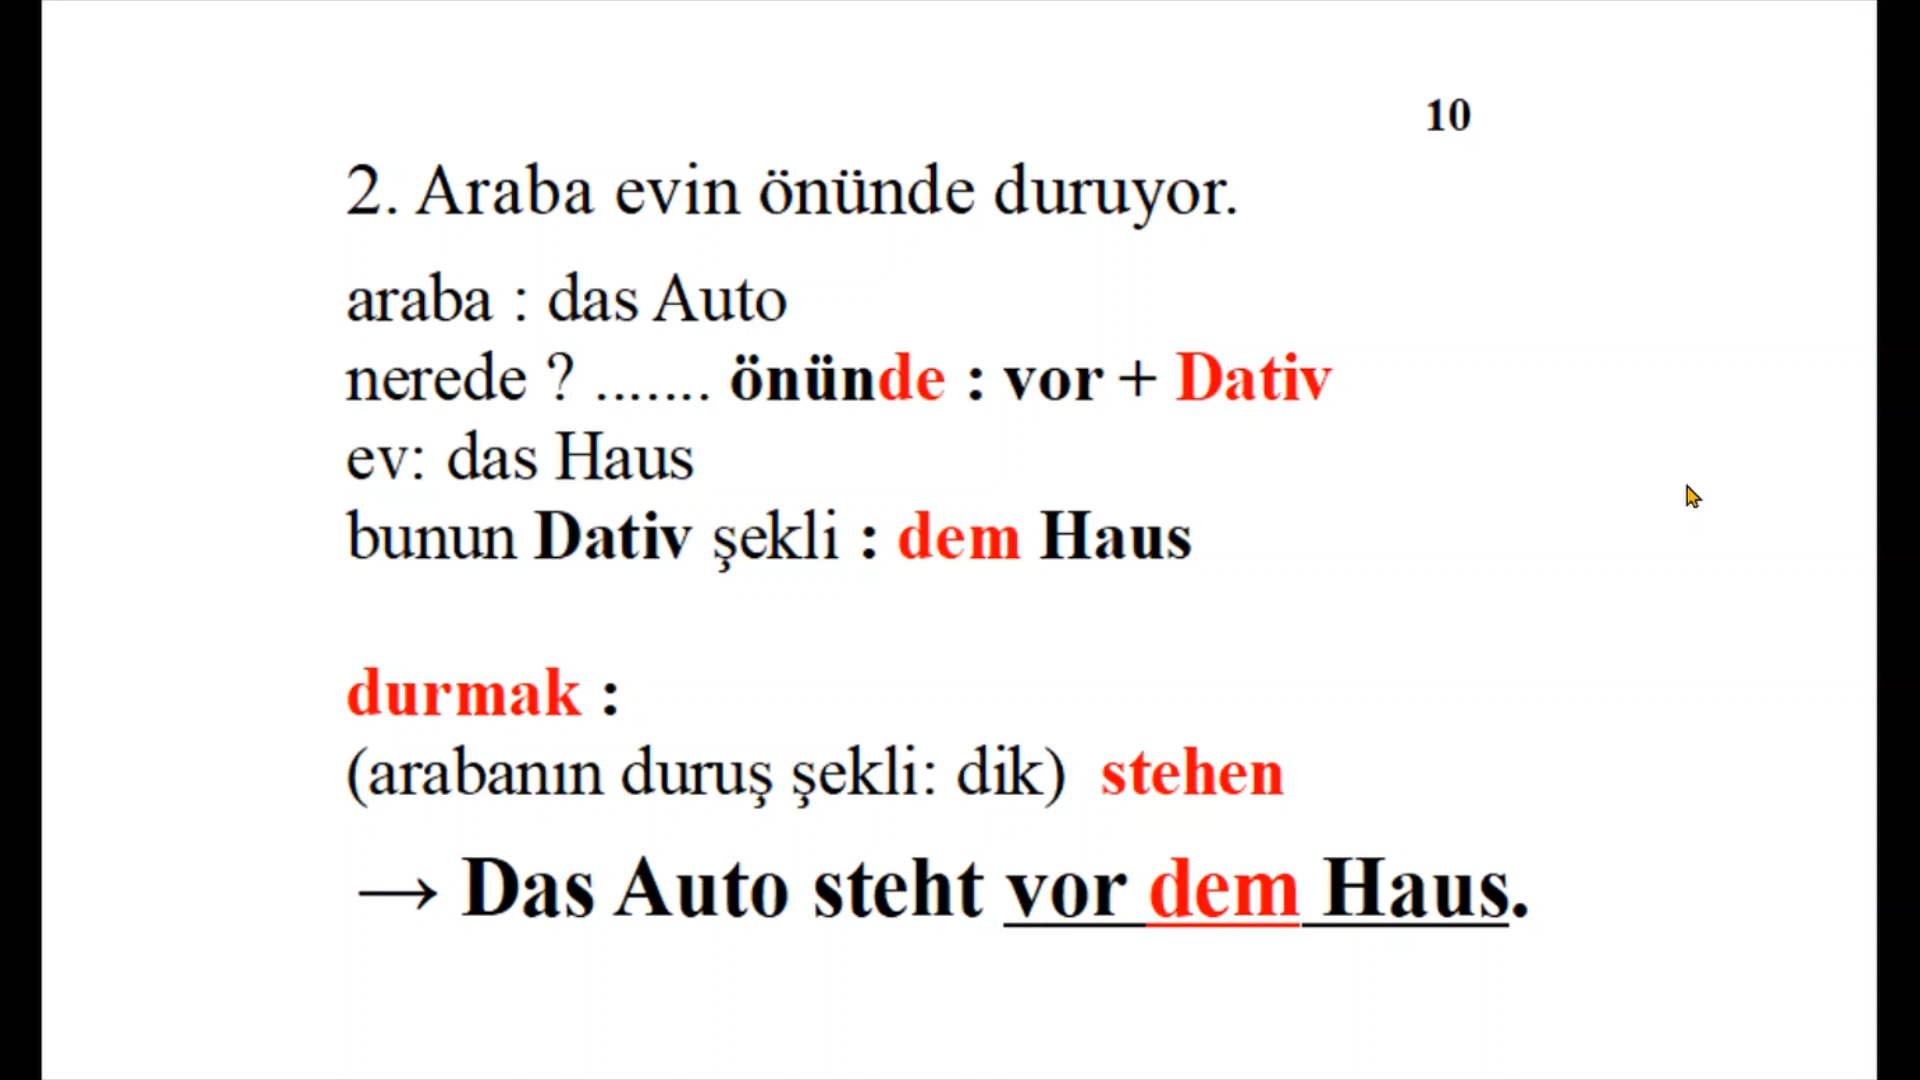 10
2. Araba evin önünde duruyor.
araba : das Auto
nerede ? ....... önünde : vor + Dativ
ev: das Haus
bunun Dativ şekli : dem Haus
durmak :
(arabanın duruş şekli: dik) stehen
→ Das Auto steht vor dem Haus.